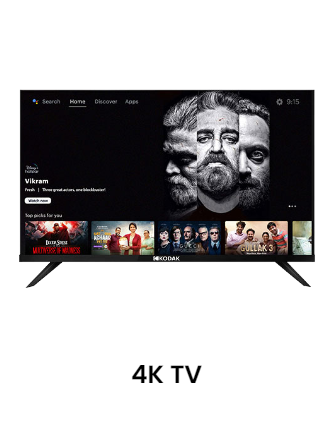 Search Home Discover Apps 9:15
Disney+
hotstar
Vikram
Fresh | Three great actors, one blockbuster!
Watch now
Top picks for you
DOCTOR STRANGE
MULTIVERSE OF MADNESS
ACHARYA
GULLAK 3
KODAK
4K TV